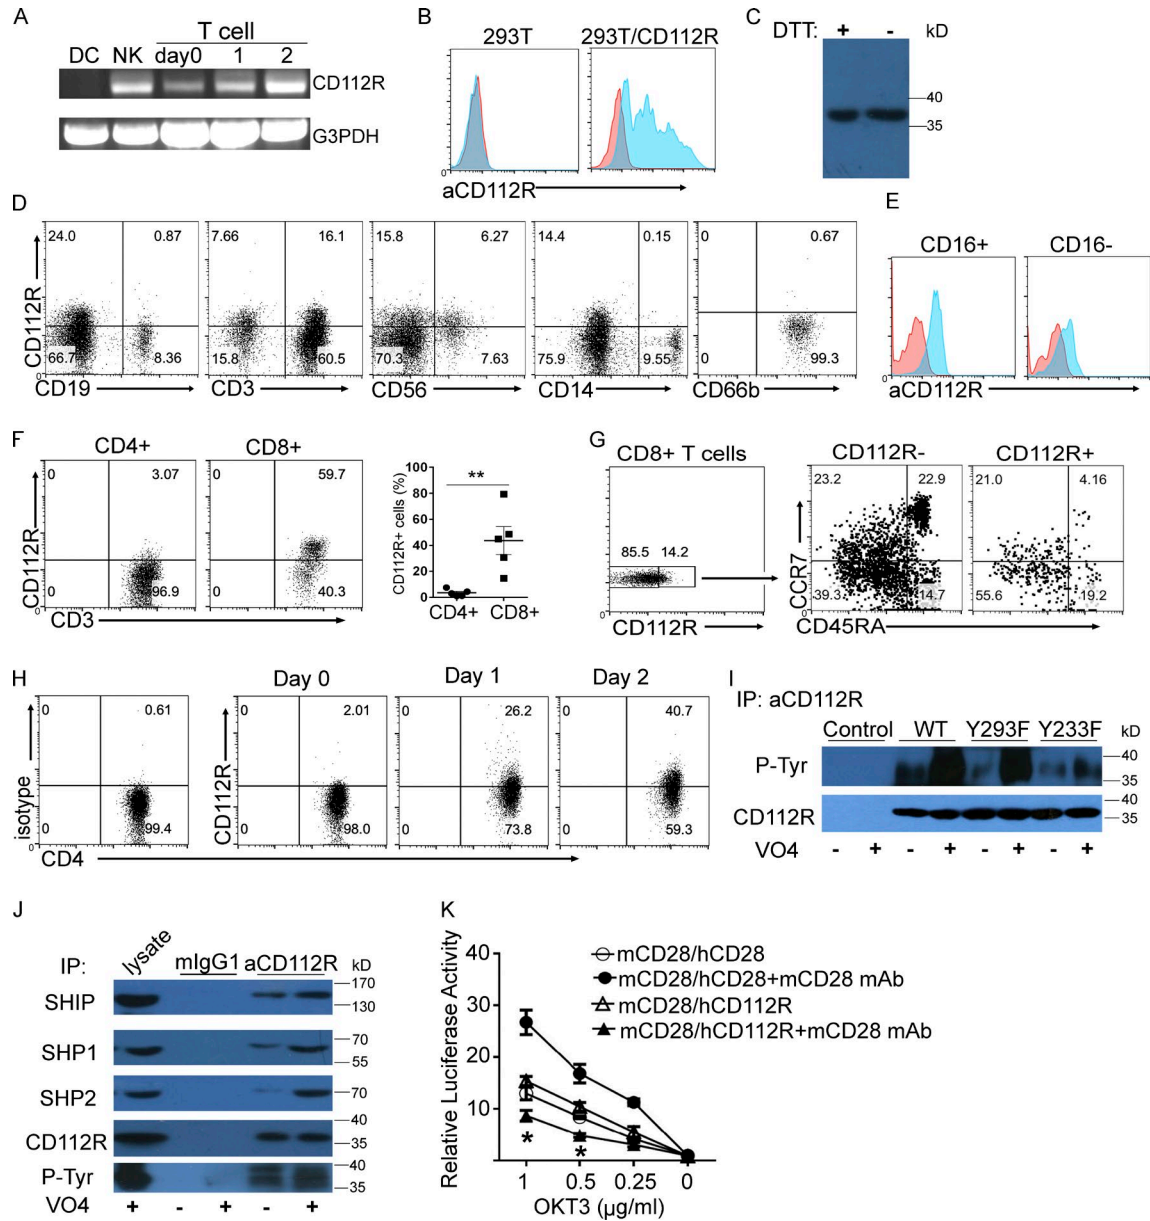 A
T cell
DC NK day0 1 2
CD112R
G3PDH
B
293T 293T/CD112R
0 0
aCD112R
C
DTT: + - kD
40
35
D
CD112R
24.0 0.87
66.7 8.36
0
CD19
7.66 16.1
15.8 60.5
CD3
15.8 6.27
70.3 7.63
CD56
14.4 0.15
75.9 9.55
CD14
0 0.67
0 99.3
CD66b
E
CD16+ CD16-
aCD112R
F
CD4+ CD8+
CD112R
0 3.07
0 96.9
0 59.7
0 40.3
CD3
CD112R+ cells (%)
**
100
80
60
40
20
0
CD4+ CD8+
G
CD8+ T cells
85.5 14.2
0
CD112R
CD112R- CD112R+
CCR7
23.2 22.9
39.3 14.7
21.0 4.16
55.6 19.2
0
CD45RA
H
Day 0 Day 1 Day 2
isotype
0 0.61
0 99.4
CD112R
0 2.01
0 98.0
0 26.2
0 73.8
0 40.7
0 59.3
CD4
I
IP: aCD112R
Control WT Y293F Y233F kD
P-Tyr
40
35
CD112R
40
35
VO4 - + - + - + - +
J
IP: lysate mIgG1 aCD112R kD
SHIP
170
130
SHP1
70
55
SHP2
70
40
CD112R
35
P-Tyr
40
35
VO4 + - + - +
K
Relative Luciferase Activity
40
30
20
10
mCD28/hCD28
mCD28/hCD28+mCD28 mAb
mCD28/hCD112R
mCD28/hCD112R+mCD28 mAb
* *
1 0.5 0.25 0
OKT3 (µg/ml)